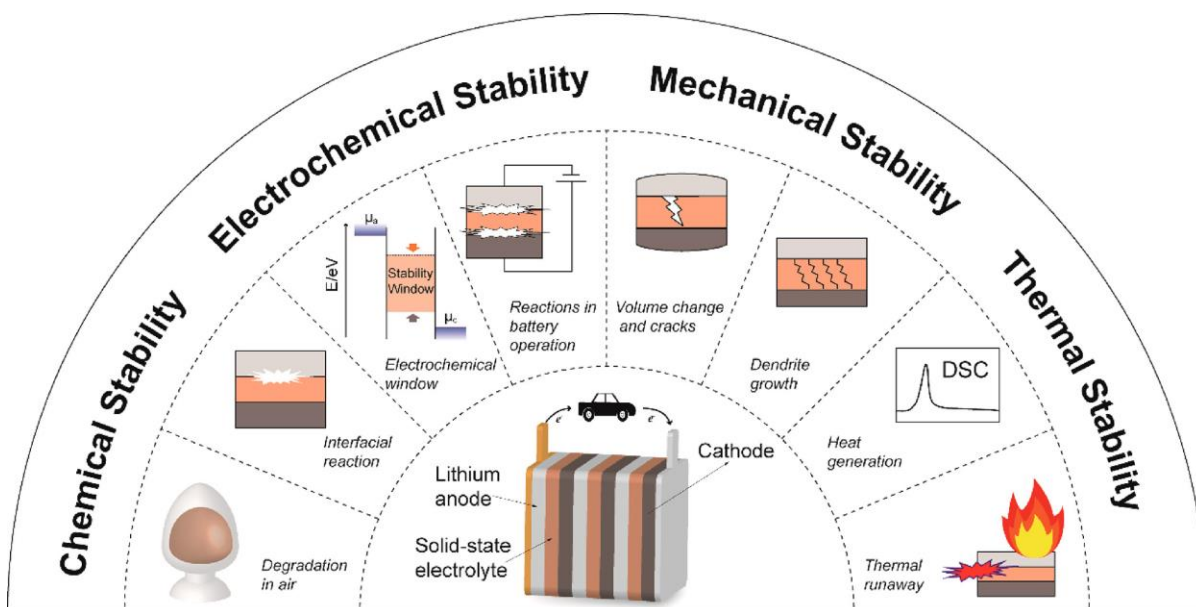 Chemical Stability
Electrochemical Stability
Mechanical Stability
Thermal Stability
Degradation
in air
Interfacial
reaction
E/eV
μa
Stability
Window
μc
Electrochemical
window
Reactions in
battery
operation
Volume change
and cracks
Dendrite
growth
DSC
Heat
generation
Thermal
runaway
e-
e-
Lithium
anode
Solid-state
electrolyte
Cathode